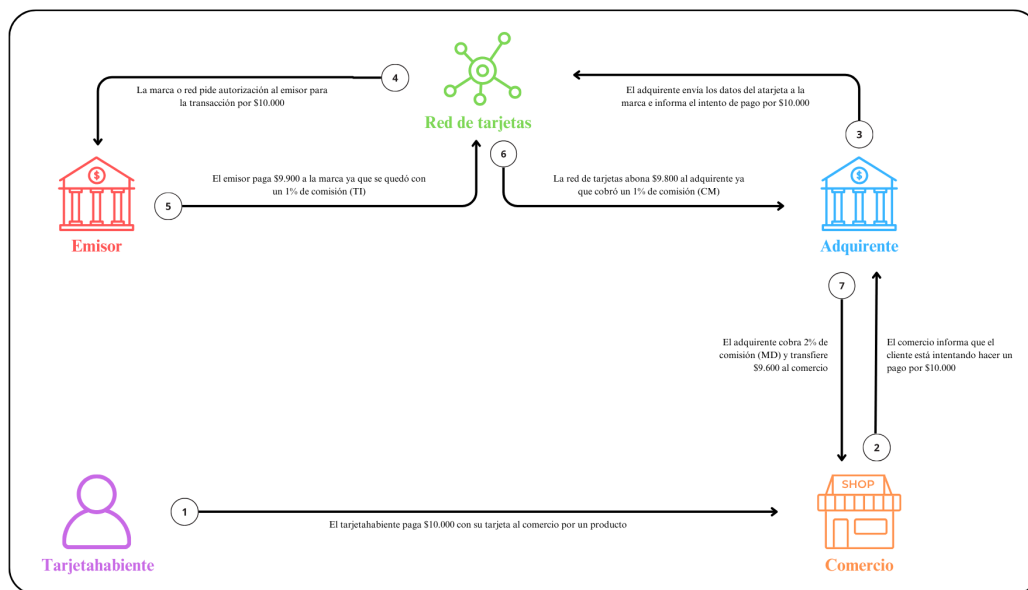 4
La marca o red pide autorización al emisor para
la transacción por $10.000
Red de tarjetas
El adquirente envía los datos del atarjeta a la
marca e informa el intento de pago por $10.000
3
$
Emisor
El emisor paga $9.900 a la marca ya que se quedó con
un 1% de comisión (TI)
5
6
La red de tarjetas abona $9.800 al adquirente ya
que cobró un 1% de comisión (CM)
$
Adquirente
7
El adquirente cobra 2% de
comisión (MD) y transfiere
$9.600 al comercio
El comercio informa que el
cliente está intentando hacer un
pago por $10.000
2
Tarjetahabiente
1
El tarjetahabiente paga $10.000 con su tarjeta al comercio por un producto
SHOP
Comercio